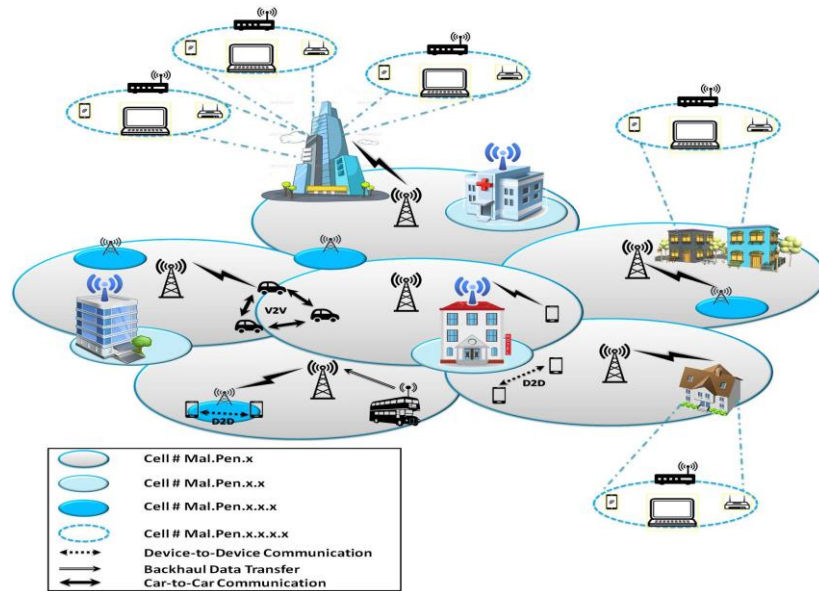 V2V
D2D
D2D
Cell # Mal.Pen.x
Cell # Mal.Pen.x.x
Cell # Mal.Pen.x.x.x
Cell # Mal.Pen.x.x.x.x
Device-to-Device Communication
Backhaul Data Transfer
Car-to-Car Communication